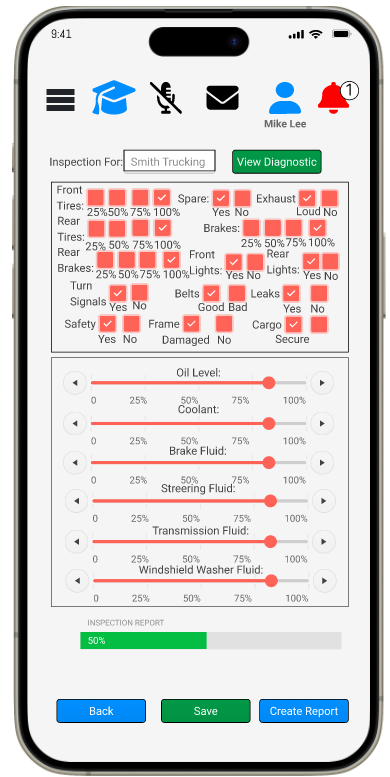 9:41
1
Mike Lee
Inspection For: Smith Trucking View Diagnostic
Front Tires: 25% 50% 75% 100% Spare: Yes No Exhaust Loud No
Rear Tires: 25% 50% 75% 100% Brakes: 25% 50% 75% 100%
Rear Brakes: 25% 50% 75% 100% Front Lights: Yes No Rear Lights: Yes No
Turn Signals Yes No Belts Good Bad Leaks Yes No
Safety Yes No Frame Damaged No Cargo Secure
Oil Level:
0 25% 50% 75% 100%
Coolant:
0 25% 50% 75% 100%
Brake Fluid:
0 25% 50% 75% 100%
Streering Fluid:
0 25% 50% 75% 100%
Transmission Fluid:
0 25% 50% 75% 100%
Windshield Washer Fluid:
0 25% 50% 75% 100%
INSPECTION REPORT
50%
Back Save Create Report